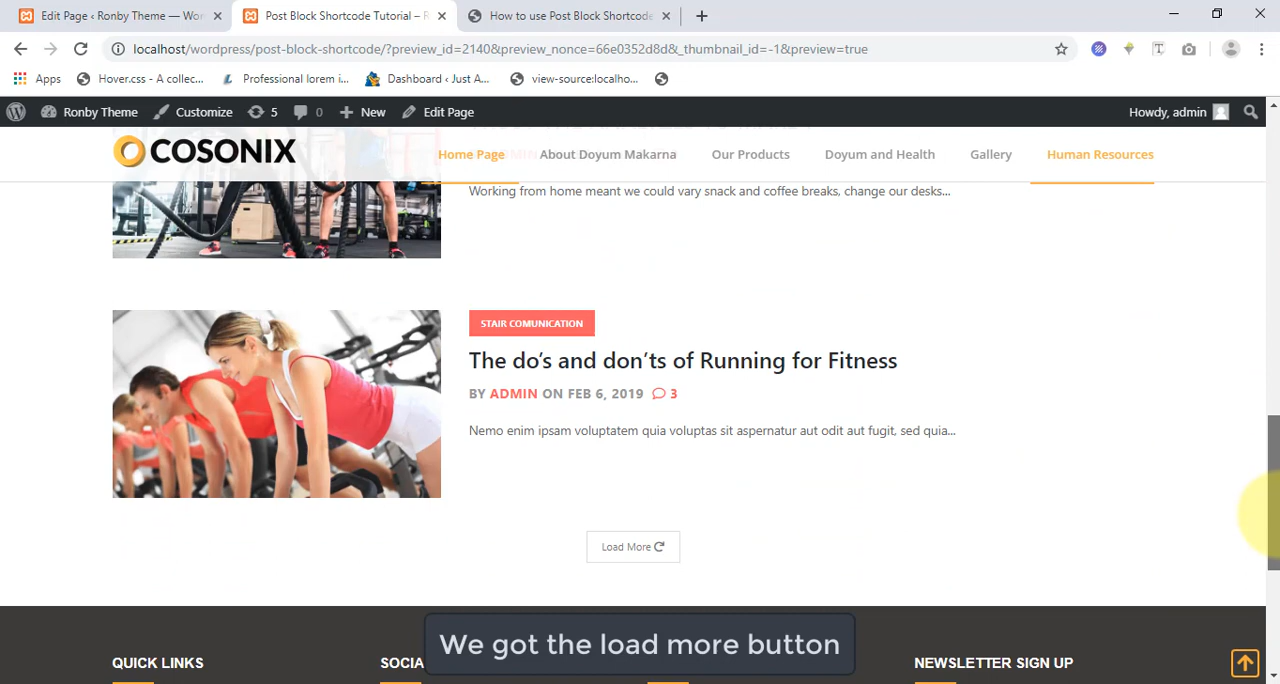 Edit Page ‹ Ronby Theme — Wor
Post Block Shortcode Tutorial – R
How to use Post Block Shortcode
localhost/wordpress/post-block-shortcode/?preview_id=2140&preview_nonce=66e0352d8d&_thumbnail_id=-1&preview=true
Apps
Hover.css - A collec...
Professional lorem i...
Dashboard ‹ Just A...
view-source:localho...
Ronby Theme
Customize
5
0
New
Edit Page
Howdy, admin
COSONIX
Home Page
About Doyum Makarna
Our Products
Doyum and Health
Gallery
Human Resources
Working from home meant we could vary snack and coffee breaks, change our desks...
STAIR COMUNICATION
The do's and don'ts of Running for Fitness
BY ADMIN ON FEB 6, 2019 3
Nemo enim ipsam voluptatem quia voluptas sit aspernatur aut odit aut fugit, sed quia...
Load More
We got the load more button
QUICK LINKS
SOCIA
NEWSLETTER SIGN UP